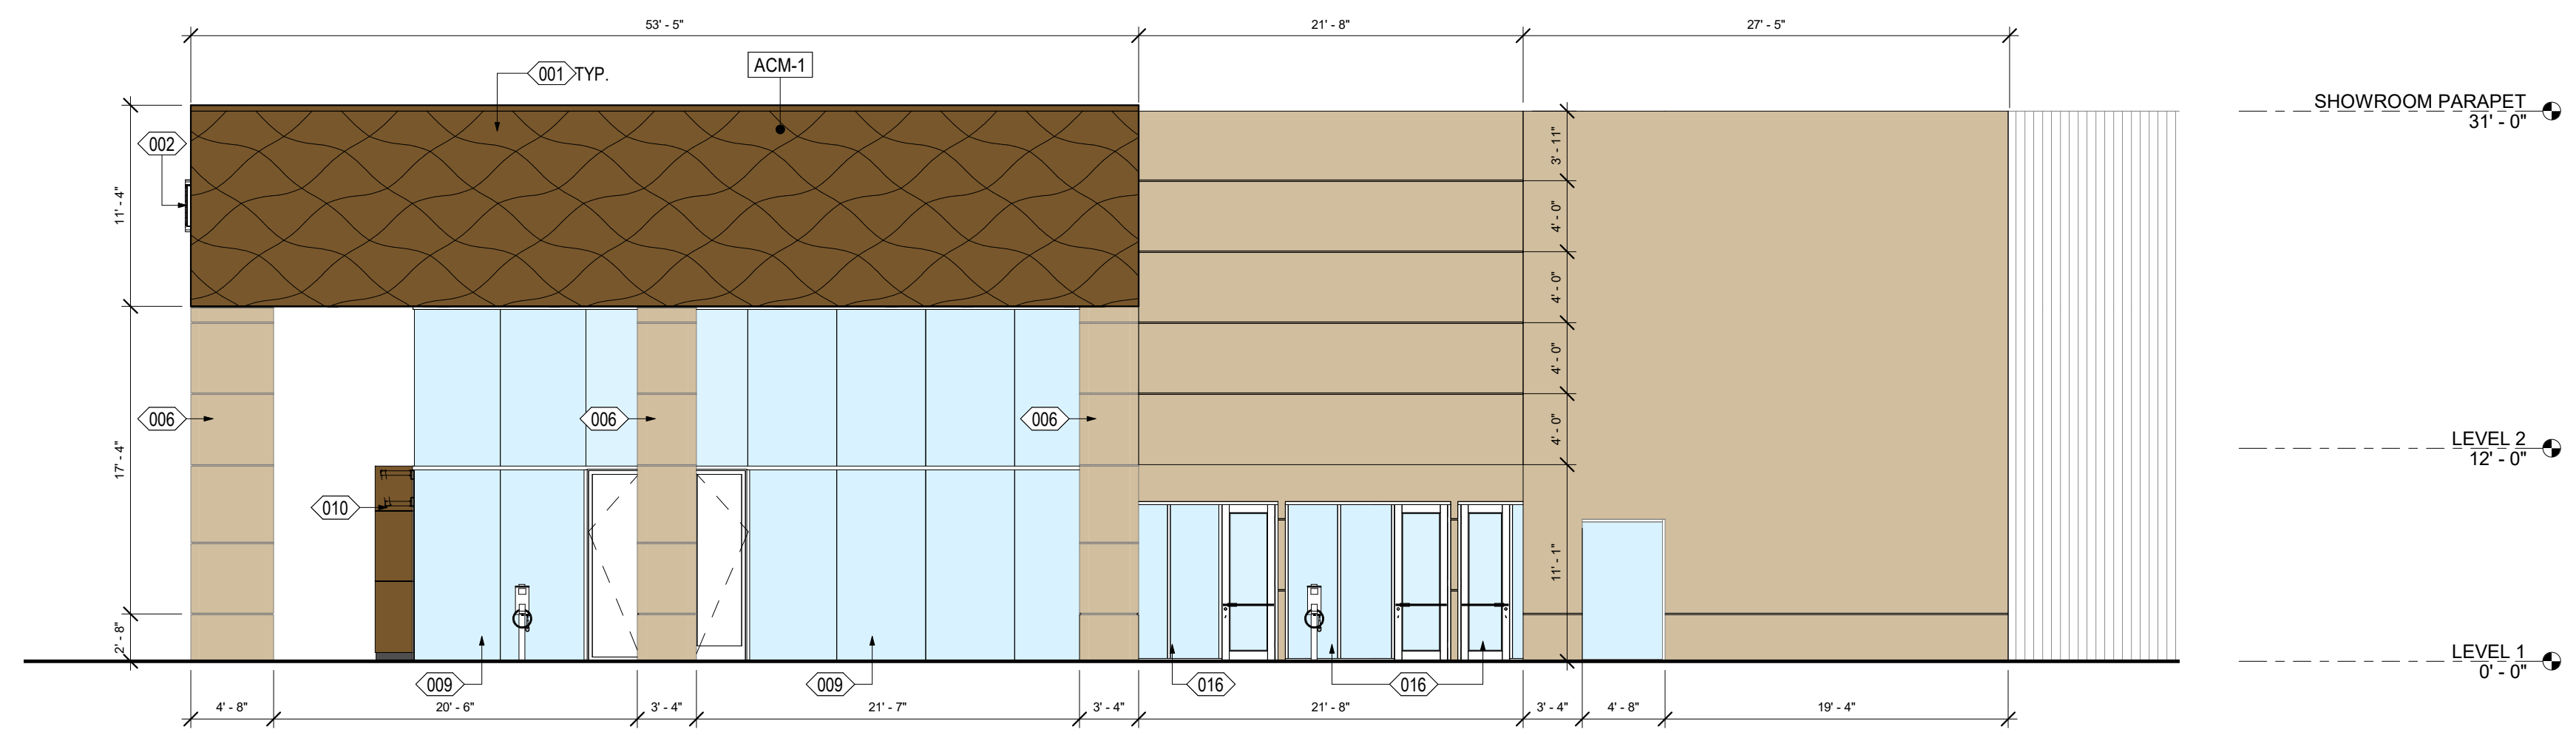 53' - 5"
21' - 8"
27' - 5"
001 TYP.
ACM-1
SHOWROOM PARAPET
31' - 0"
002
3' - 11"
11' - 4"
4' - 0"
4' - 0"
4' - 0"
4' - 0"
006
006
006
LEVEL 2
12' - 0"
17' - 4"
010
11' - 1"
2' - 8"
LEVEL 1
0' - 0"
009
009
016
016
4' - 8"
20' - 6"
3' - 4"
21' - 7"
3' - 4"
21' - 8"
3' - 4"
4' - 8"
19' - 4"